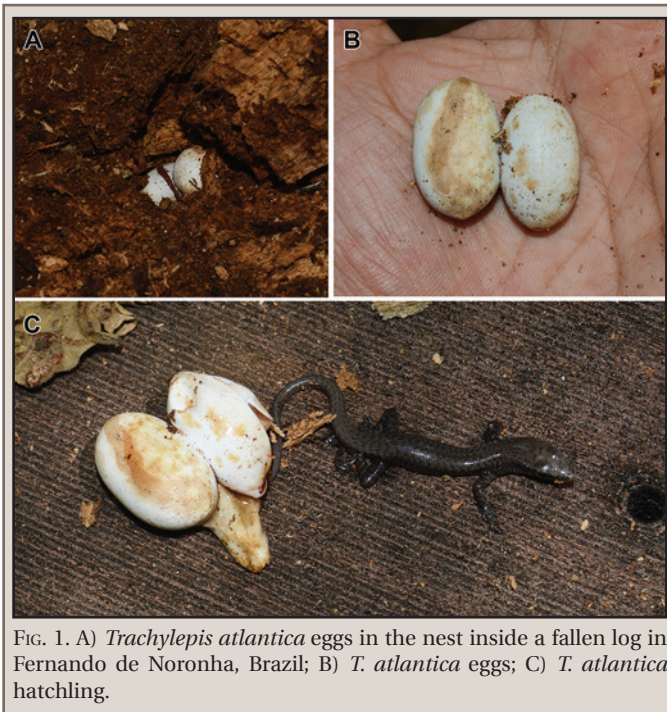 A
B
C
FIG. 1. A) Trachylepis atlantica eggs in the nest inside a fallen log in
Fernando de Noronha, Brazil; B) T. atlantica eggs; C) T. atlantica
hatchling.